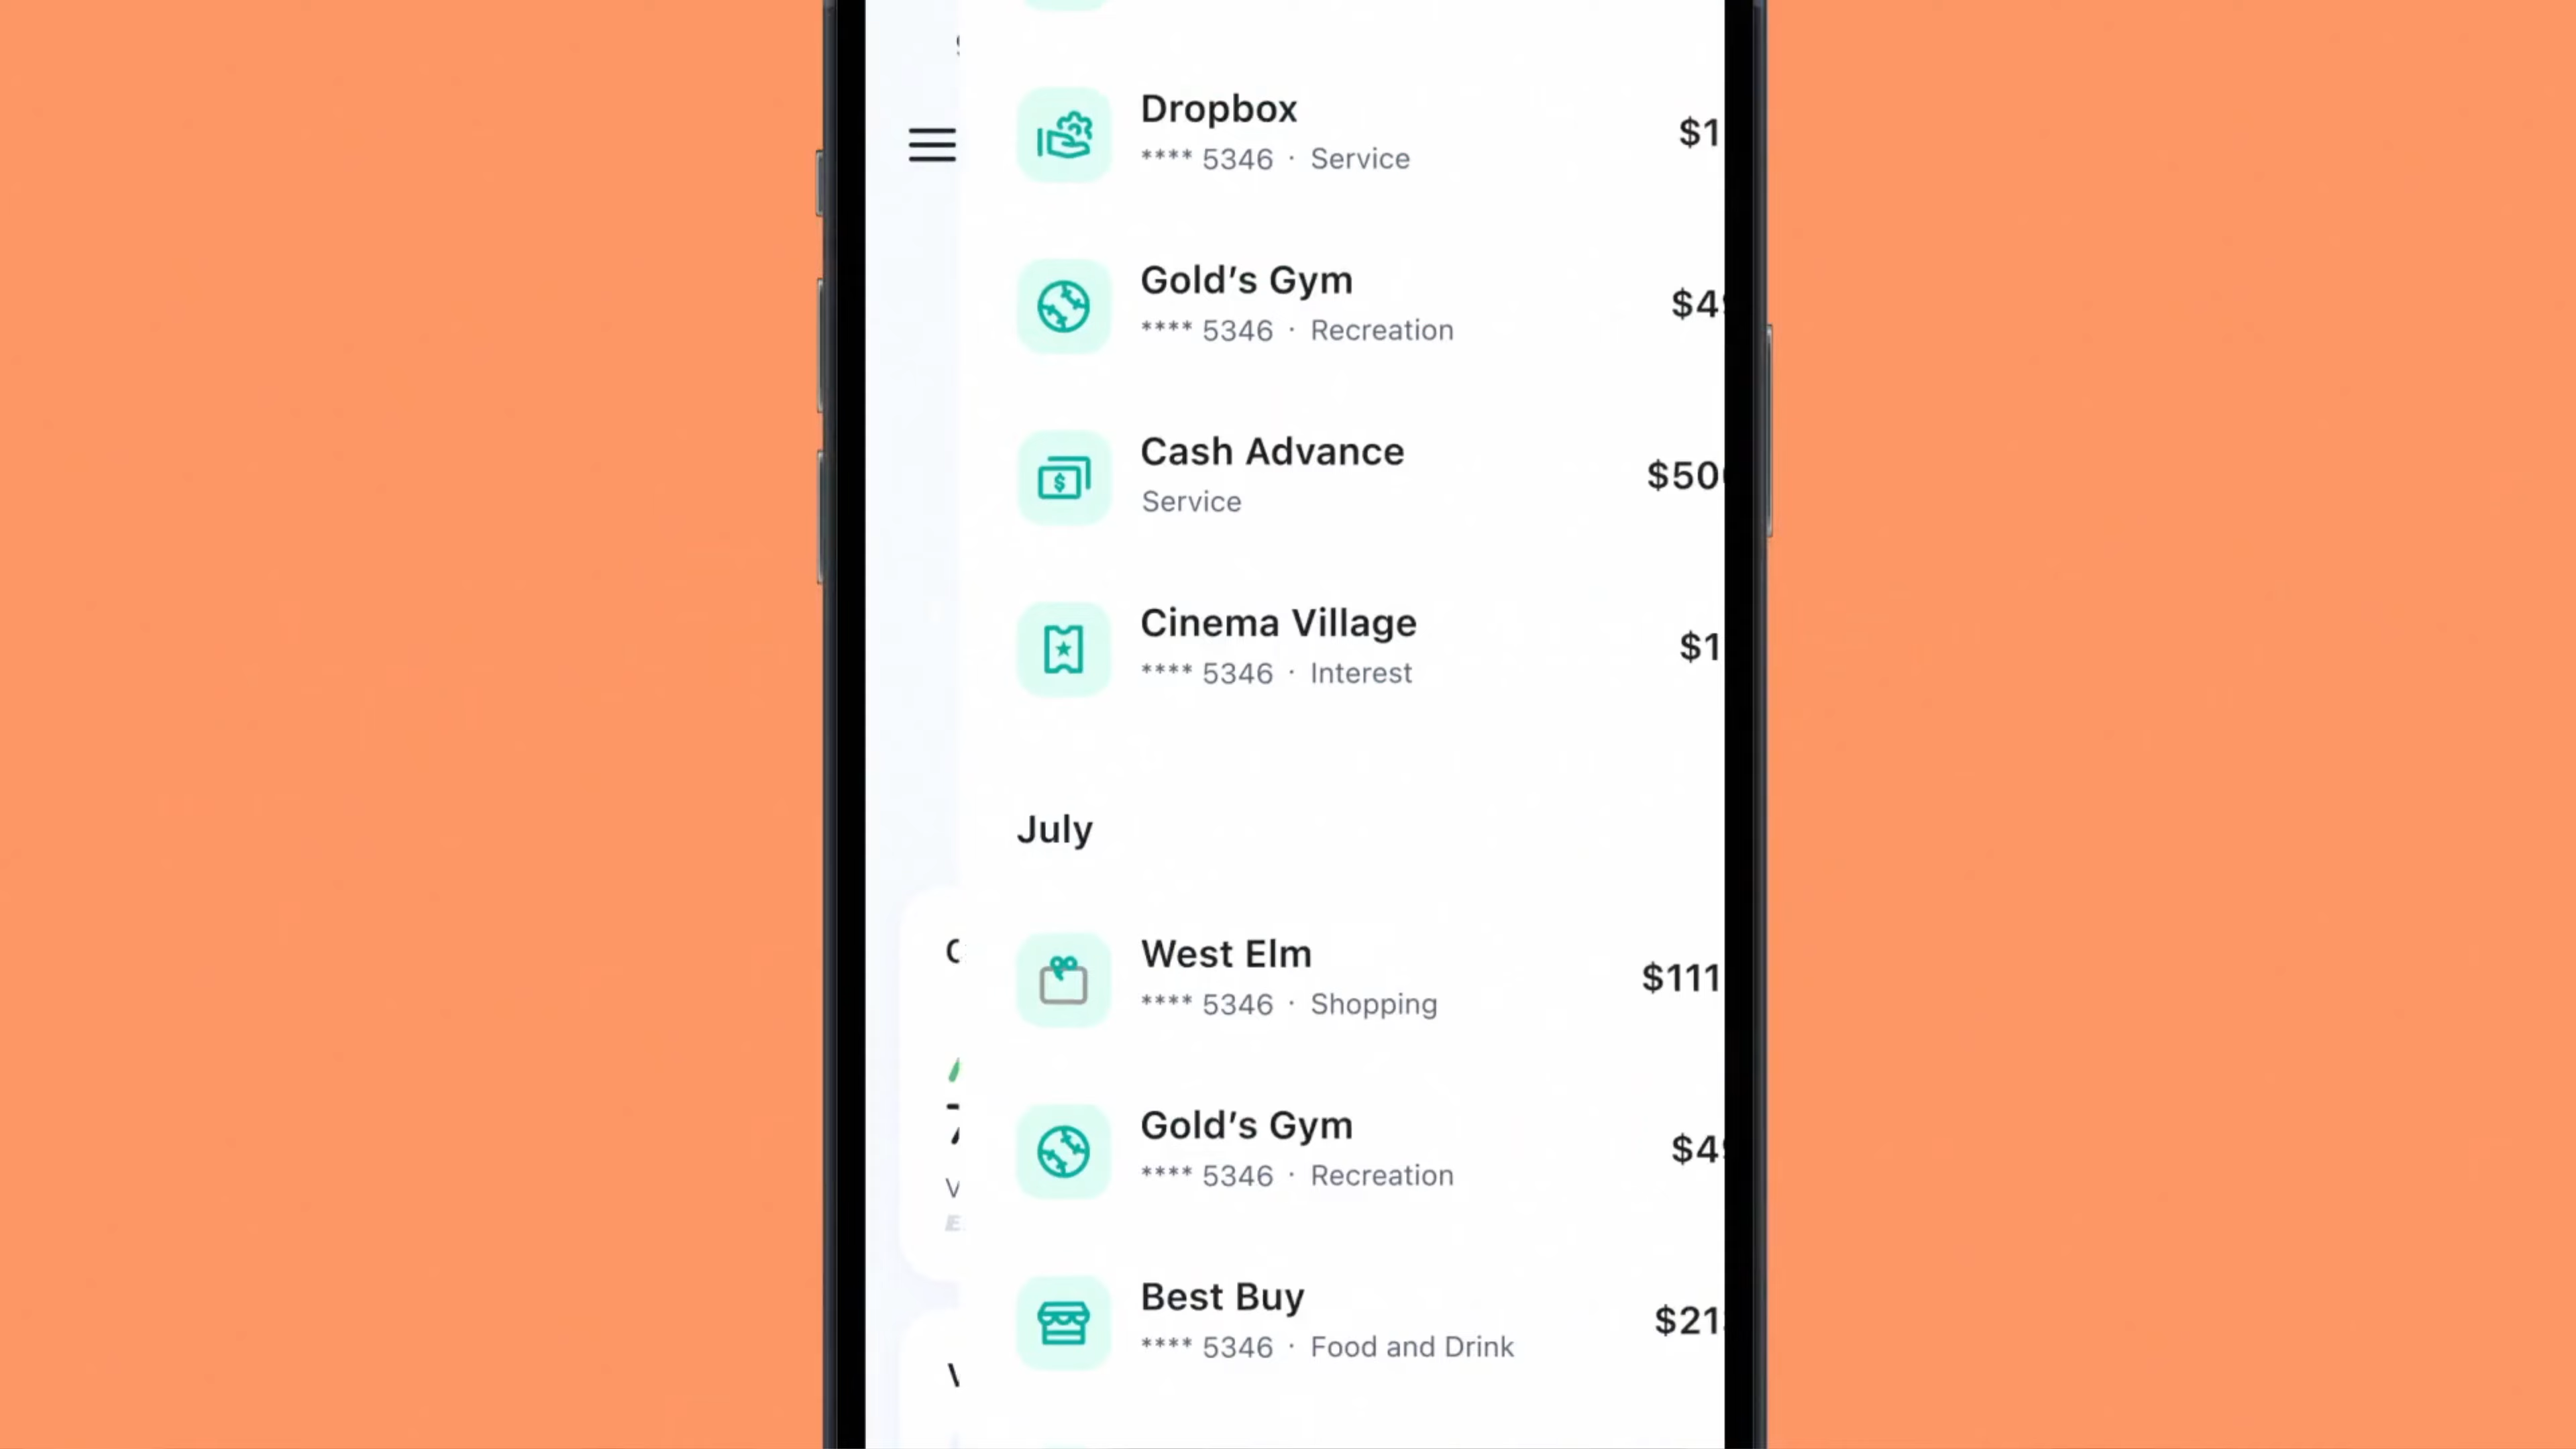 Dropbox
$1
**** 5346 · Service
Gold's Gym
$4
**** 5346 · Recreation
Cash Advance
$50
Service
Cinema Village
$1
**** 5346 · Interest
July
West Elm
$111
**** 5346 · Shopping
Gold's Gym
$4
**** 5346 · Recreation
Best Buy
$21
**** 5346 · Food and Drink